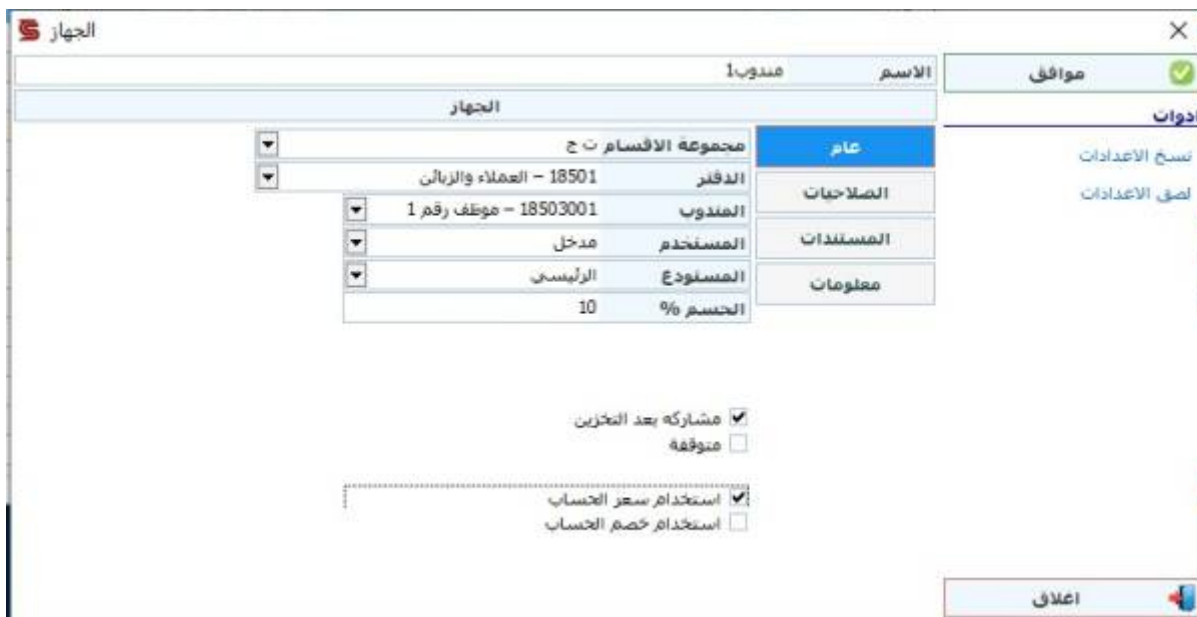 الجهاز
موافق
ادوات
نسخ الاعدادات
لصق الاعدادات
الاسم مندوب1
الجهاز
عام
الصلاحيات
المستندات
معلومات
مجموعة الاقسام ت ج
الدفتر 18501 – العملاء والزبائن
المندوب 18503001 – موظف رقم 1
المستخدم مدخل
المستودع الرئيسي
الحسم % 10
مشاركه بعد التخزين
متوقفة
استخدام سعر الحساب
استخدام خصم الحساب
اغلاق